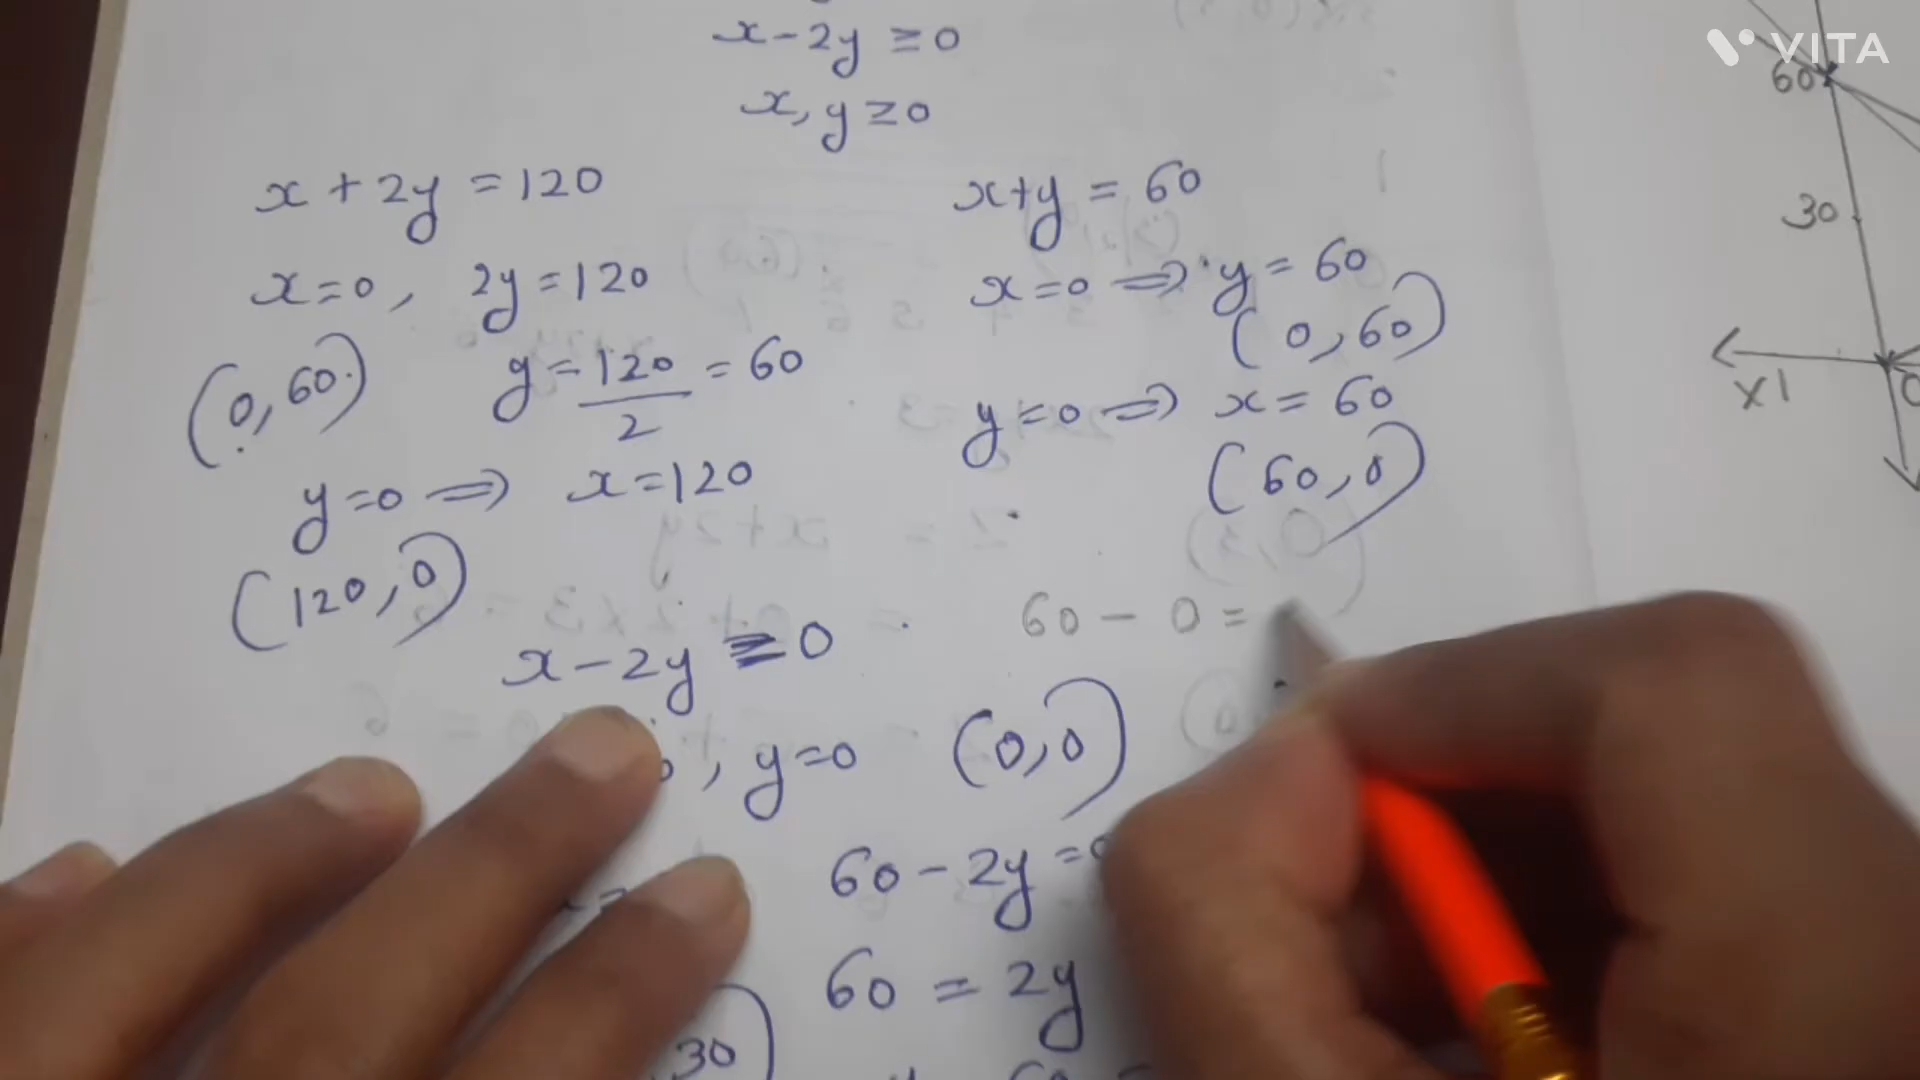 x - 2y ≥ 0
x, y ≥ 0
VITA
60
30
X1
0
x + 2y = 120
x = 0, 2y = 120
(0, 60)
y = 120/2 = 60
y = 0 ⟹ x = 120
(120, 0)
x + y = 60
x = 0 ⟹ y = 60
(0, 60)
y = 0 ⟹ x = 60
(60, 0)
x - 2y ≥ 0
60 - 0 =
, y = 0 (0, 0)
60 - 2y =
60 = 2y
30